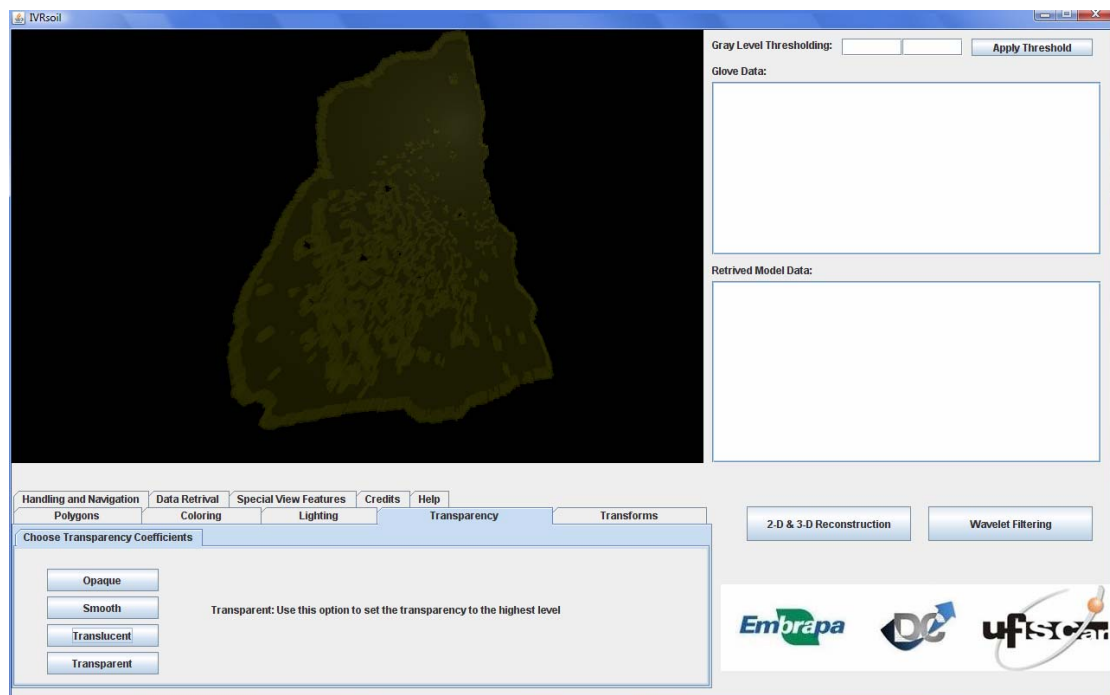 IVRsoil
Gray Level Thresholding: Apply Threshold
Glove Data:
Retrived Model Data:
Handling and Navigation Data Retrival Special View Features Credits Help
Polygons Coloring Lighting Transparency Transforms
Choose Transparency Coefficients
Opaque
Smooth
Transparent: Use this option to set the transparency to the highest level
Translucent
Transparent
2-D & 3-D Reconstruction Wavelet Filtering
Embrapa DC ufscar